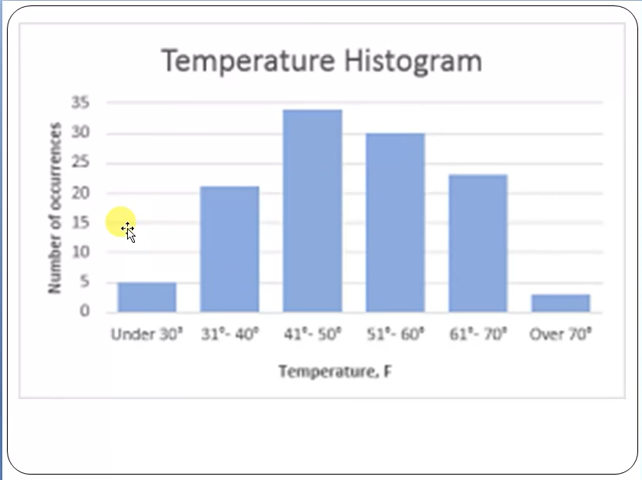 Temperature Histogram
35
30
25
20
15
10
5
0
Number of occurrences
Under 30° 31°- 40° 41°- 50° 51°- 60° 61°- 70° Over 70°
Temperature, F